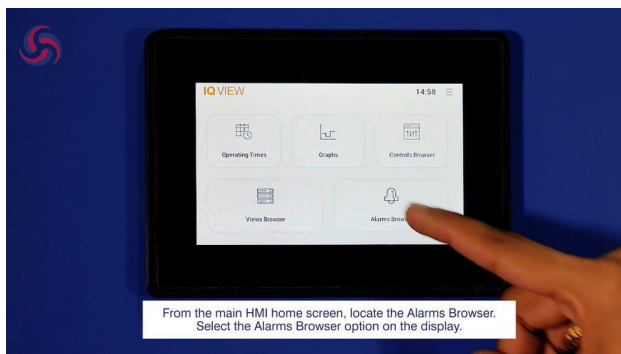 IQ VIEW
14:58
Operating Times
Graphs
Controls Browser
Views Browser
Alarms
From the main HMI home screen, locate the Alarms Browser.
Select the Alarms Browser option on the display.